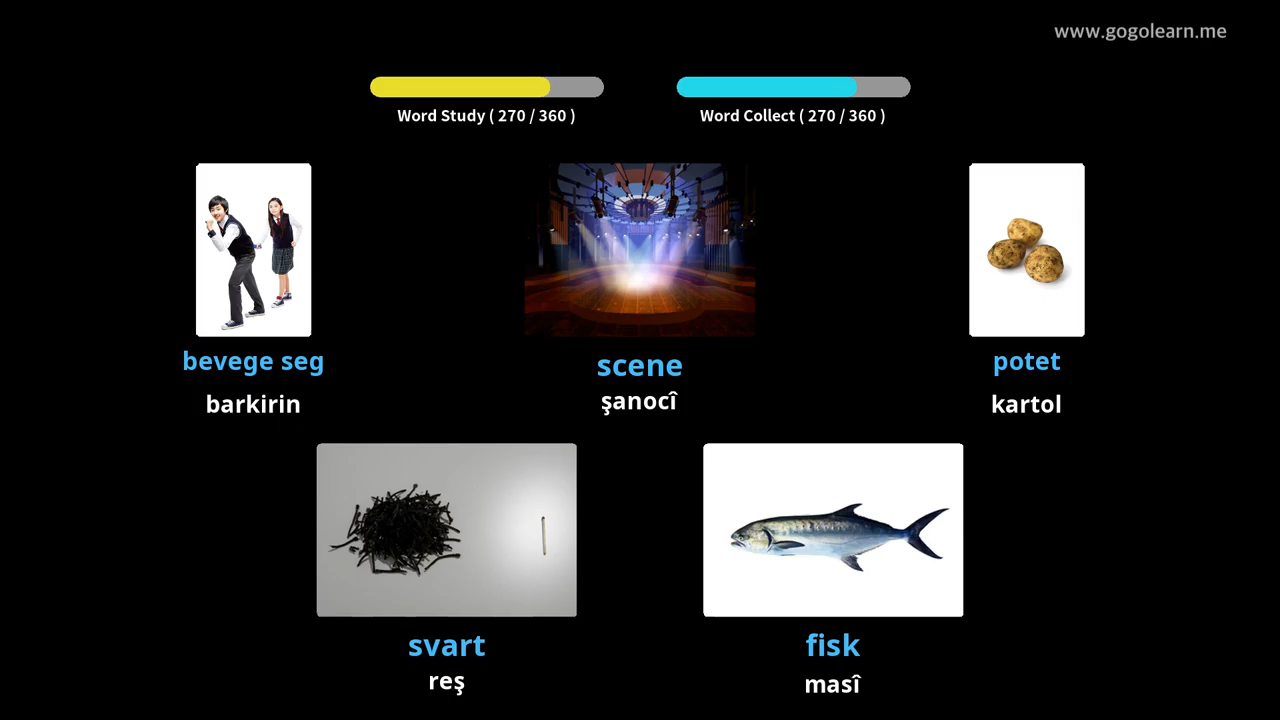 www.gogolearn.me
Word Study ( 270 / 360 )
Word Collect ( 270 / 360 )
bevege seg
barkirin
scene
şanocî
potet
kartol
svart
reş
fisk
masî